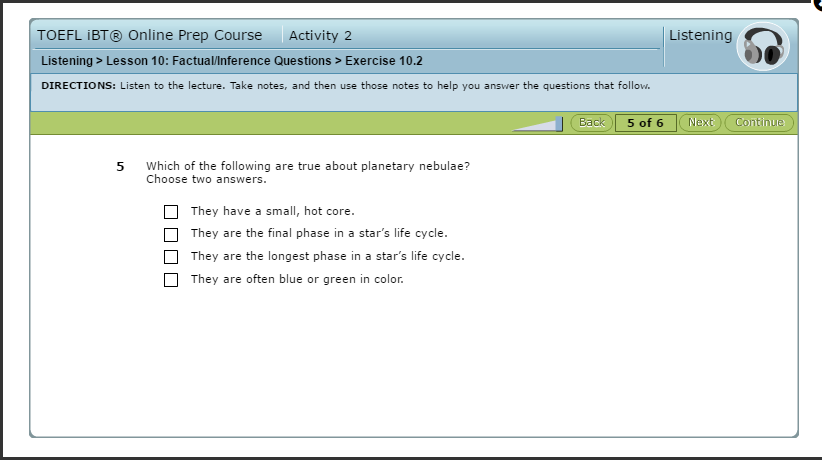 TOEFL iBT® Online Prep Course Activity 2 Listening
Listening > Lesson 10: Factual/Inference Questions > Exercise 10.2
DIRECTIONS: Listen to the lecture. Take notes, and then use those notes to help you answer the questions that follow.
Back 5 of 6 Next Continue
5 Which of the following are true about planetary nebulae?
Choose two answers.
They have a small, hot core.
They are the final phase in a star’s life cycle.
They are the longest phase in a star’s life cycle.
They are often blue or green in color.